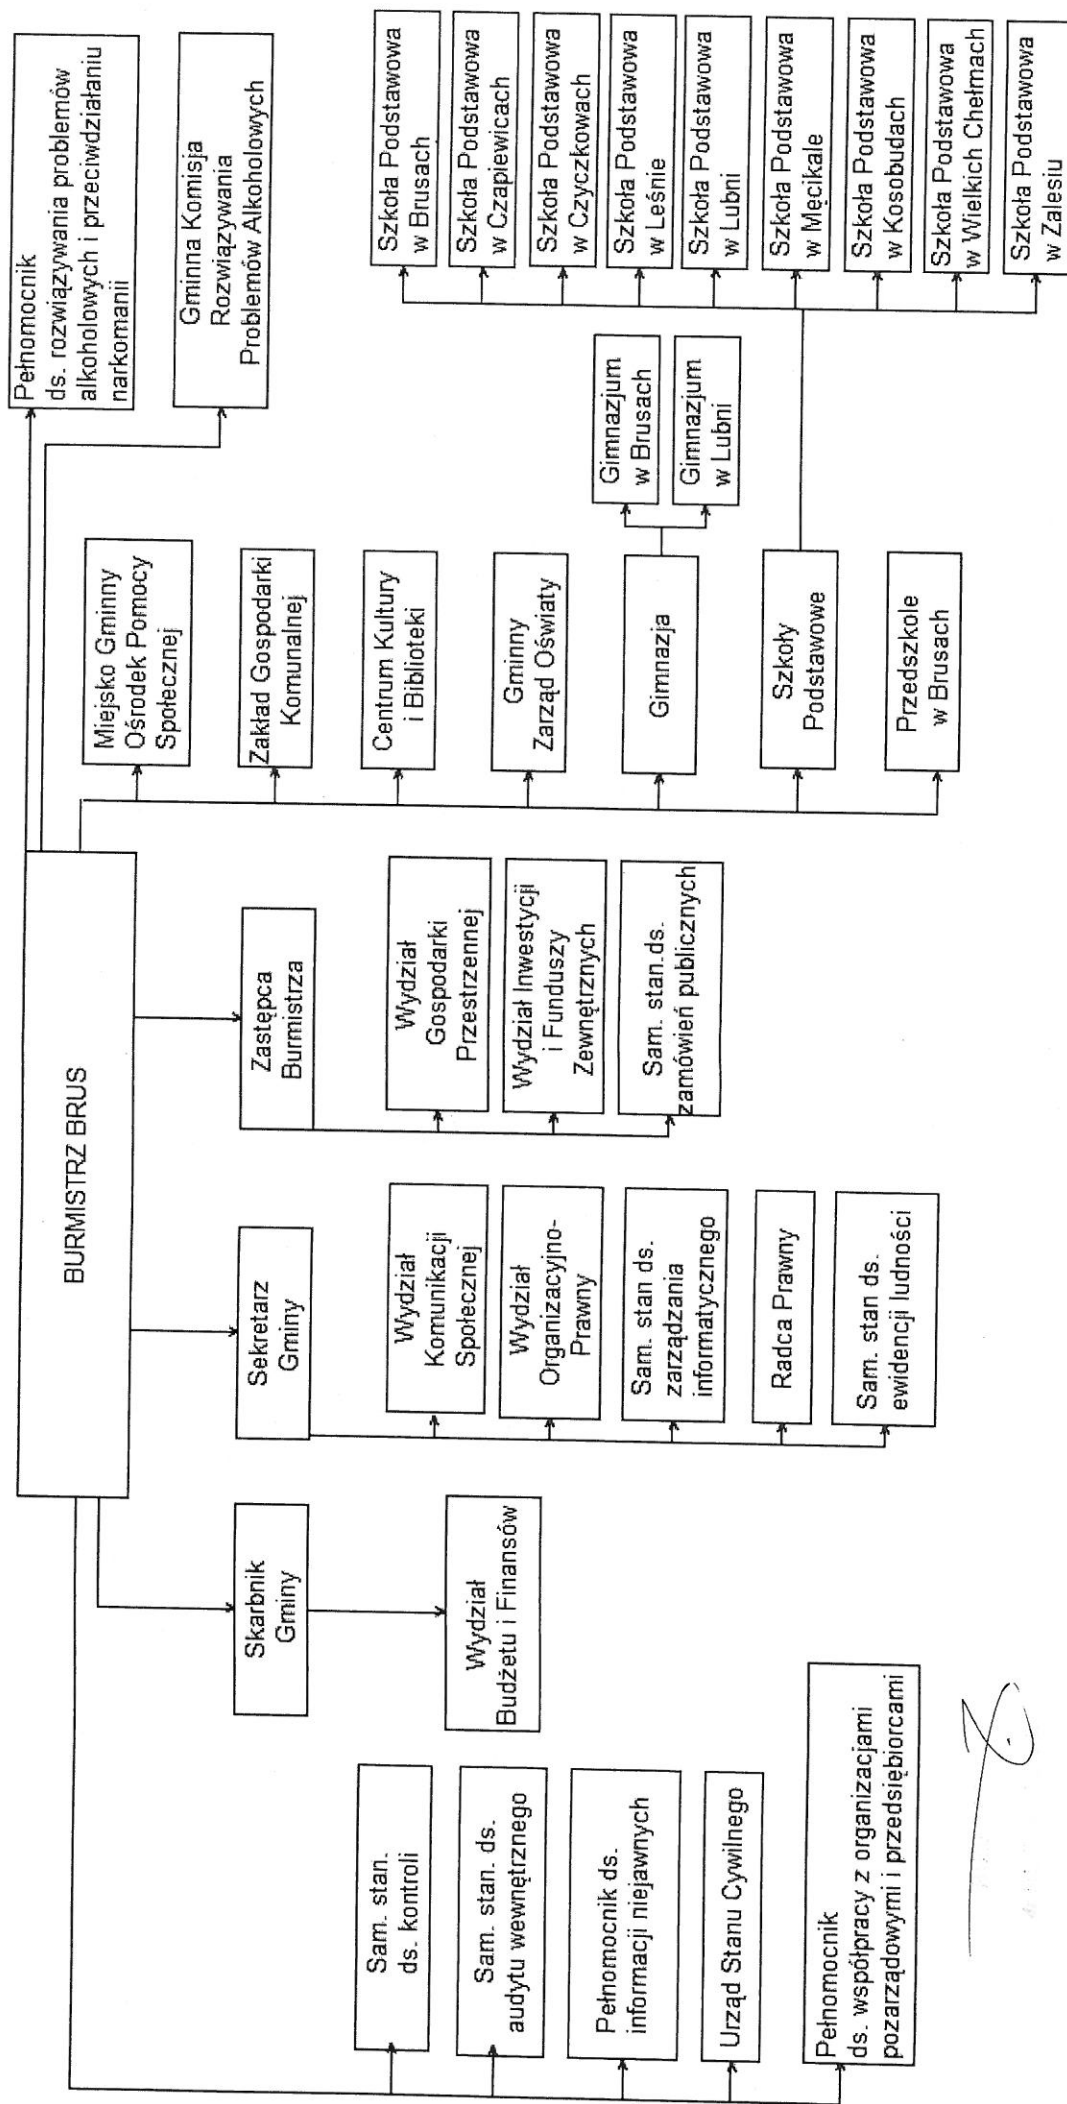 BURMISTRZ BRUS
Pełnomocnik
ds. rozwiązywania problemów
alkoholowych i przeciwdziałaniu
narkomanii
Gminna Komisja
Rozwiązywania
Problemów Alkoholowych
Skarbnik
Gminy
Wydział
Budżetu i Finansów
Sekretarz
Gminy
Wydział
Komunikacji
Społecznej
Wydział
Organizacyjno-
Prawny
Sam. stan ds.
zarządzania
informatycznego
Radca Prawny
Sam. stan ds.
ewidencji ludności
Zastępca
Burmistrza
Wydział
Gospodarki
Przestrzennej
Wydział Inwestycji
i Funduszy
Zewnętrznych
Sam. stan.ds.
zamówień publicznych
Miejsko Gminny
Ośrodek Pomocy
Społecznej
Zakład Gospodarki
Komunalnej
Centrum Kultury
i Biblioteki
Gminny
Zarząd Oświaty
Gimnazja
Szkoły
Podstawowe
Przedszkole
w Brusach
Gimnazjum
w Brusach
Gimnazjum
w Lubni
Szkoła Podstawowa
w Brusach
Szkoła Podstawowa
w Czapiewicach
Szkoła Podstawowa
w Czyczkowach
Szkoła Podstawowa
w Leśnie
Szkoła Podstawowa
w Lubni
Szkoła Podstawowa
w Męcikale
Szkoła Podstawowa
w Kosobudach
Szkoła Podstawowa
w Wielkich Chełmach
Szkoła Podstawowa
w Zalesiu
Sam. stan.
ds. kontroli
Sam. stan. ds.
audytu wewnętrznego
Pełnomocnik ds.
informacji niejawnych
Urząd Stanu Cywilnego
Pełnomocnik
ds. współpracy z organizacjami
pozarządowymi i przedsiębiorcami